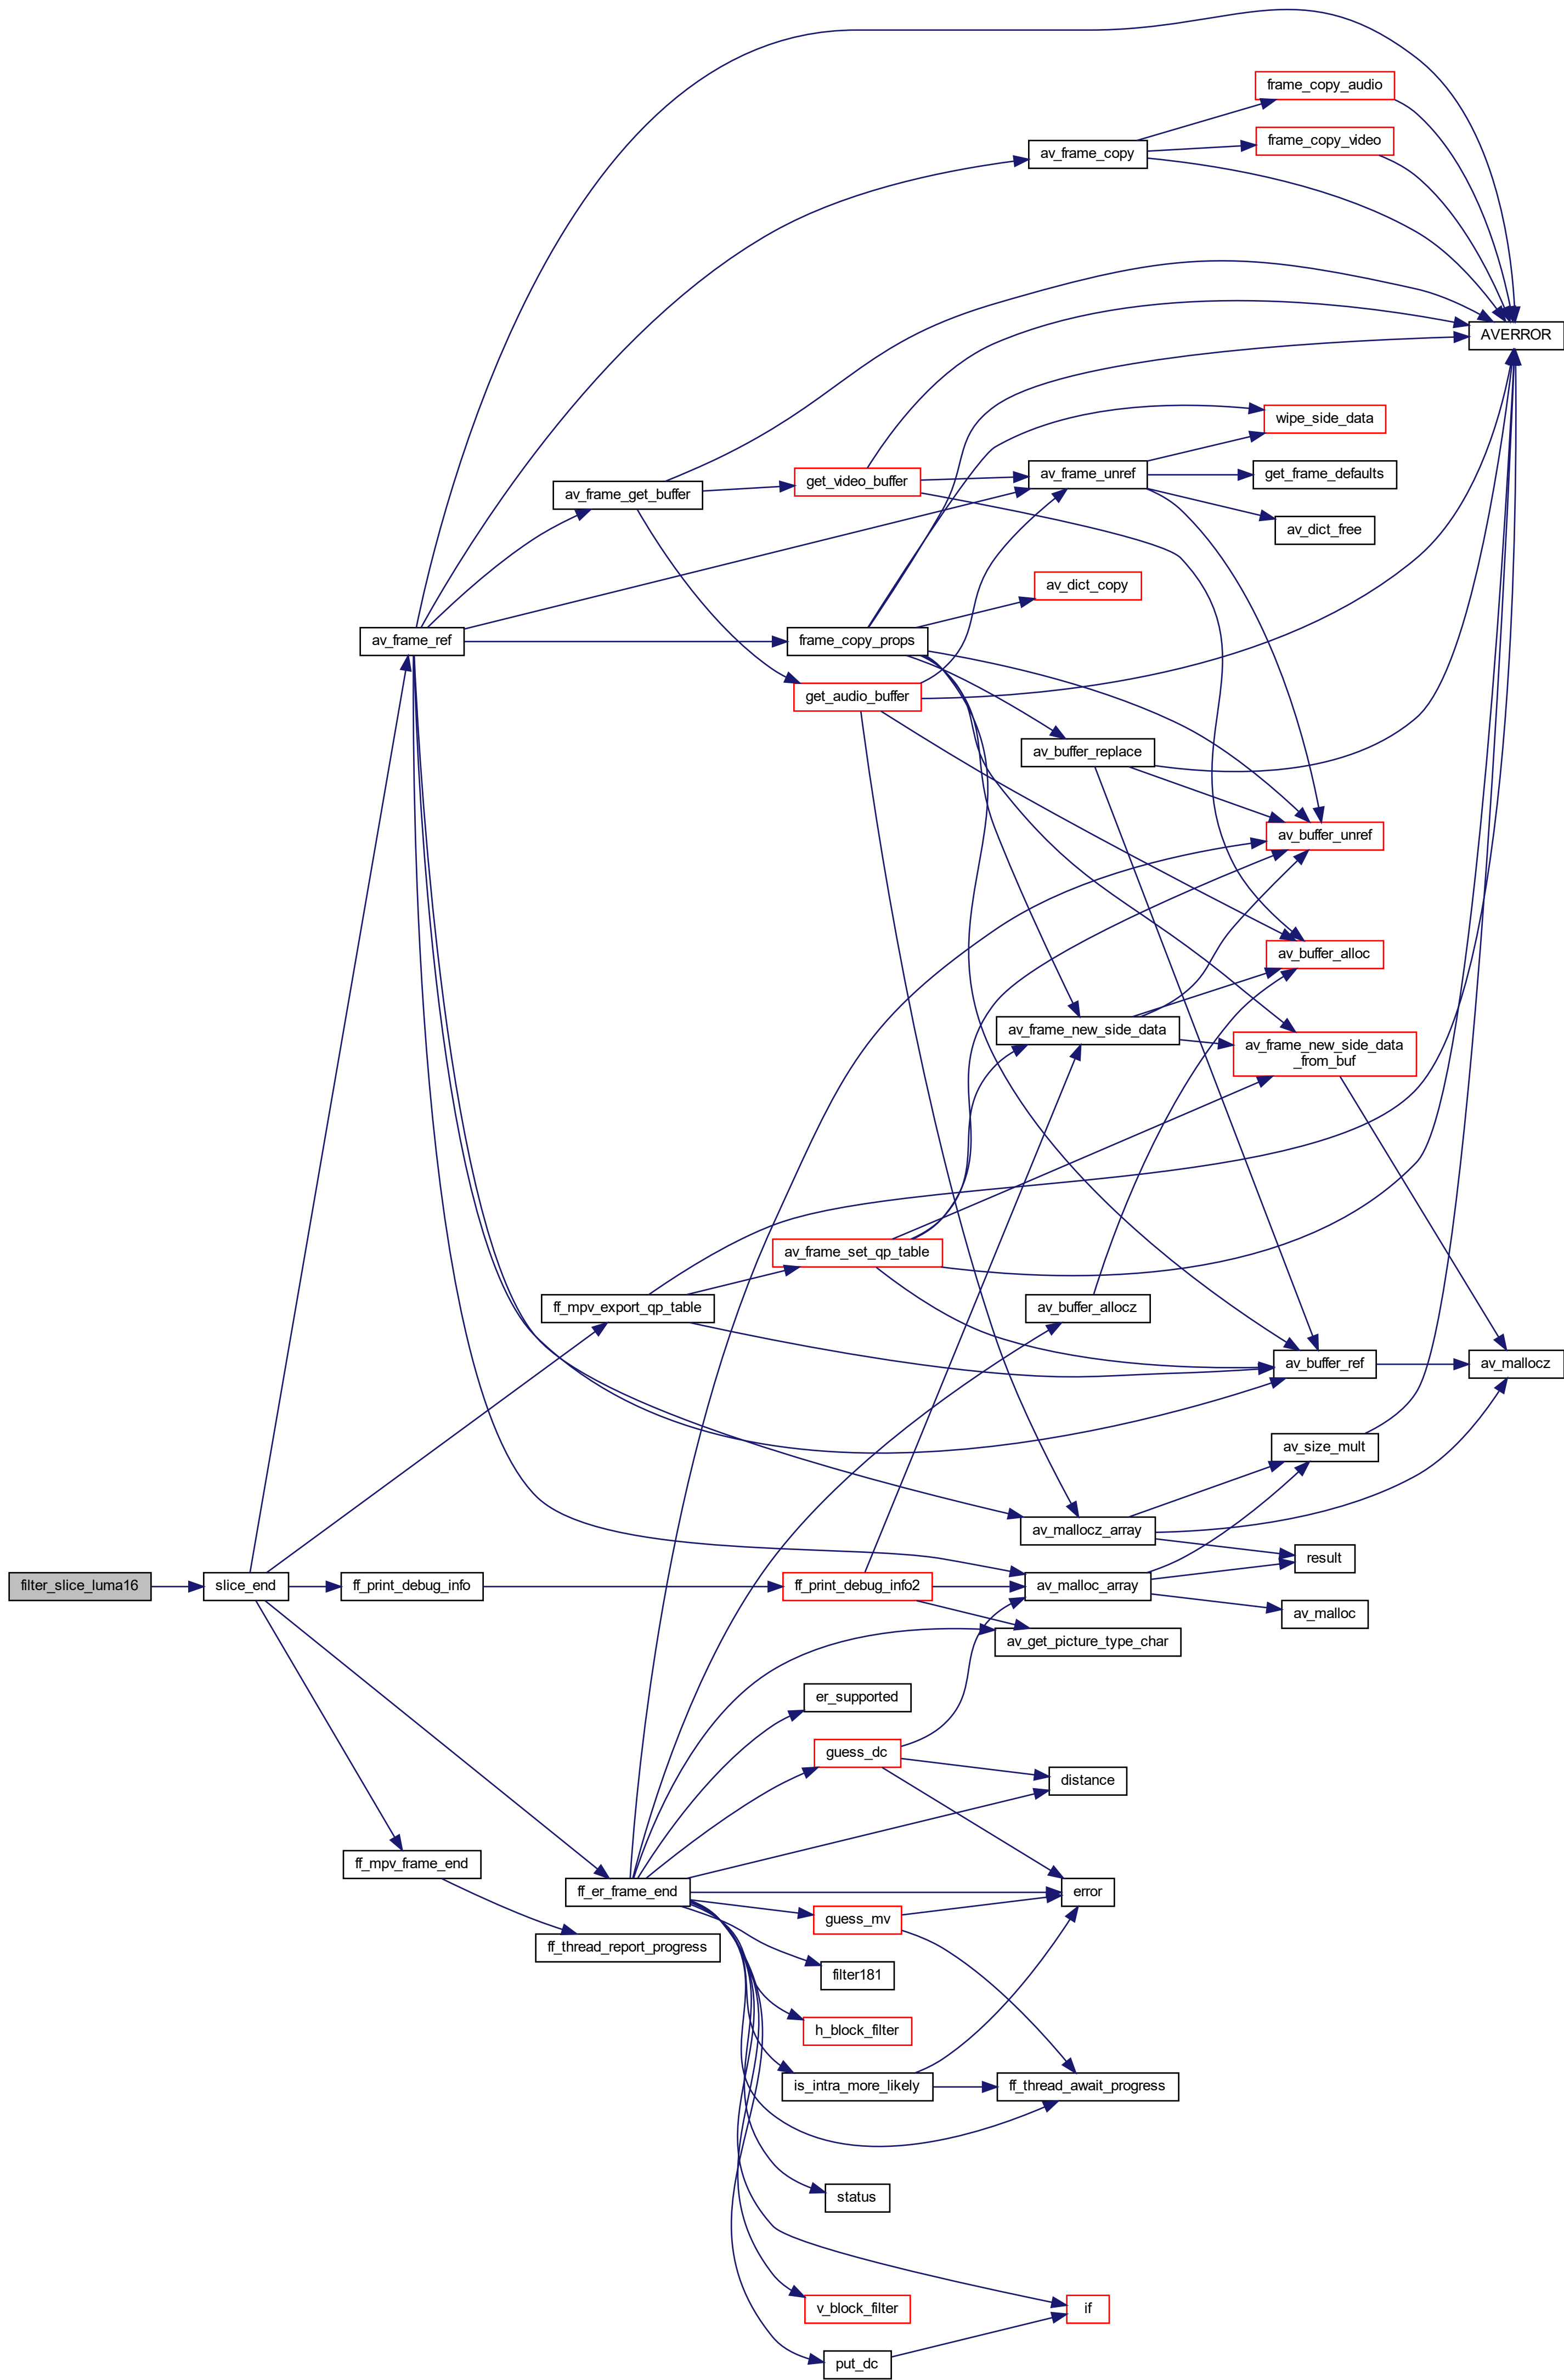 frame_copy_audio
frame_copy_video
av_frame_copy
AVERROR
wipe_side_data
av_frame_unref
get_frame_defaults
get_video_buffer
av_frame_get_buffer
av_dict_free
av_dict_copy
av_frame_ref
frame_copy_props
get_audio_buffer
av_buffer_replace
av_buffer_unref
av_buffer_alloc
av_frame_new_side_data
av_frame_new_side_data
_from_buf
av_frame_set_qp_table
ff_mpv_export_qp_table
av_buffer_allocz
av_buffer_ref
av_mallocz
av_size_mult
av_mallocz_array
result
filter_slice_luma16
slice_end
ff_print_debug_info
ff_print_debug_info2
av_malloc_array
av_malloc
av_get_picture_type_char
er_supported
guess_dc
distance
ff_mpv_frame_end
ff_er_frame_end
error
guess_mv
ff_thread_report_progress
filter181
h_block_filter
is_intra_more_likely
ff_thread_await_progress
status
v_block_filter
if
put_dc